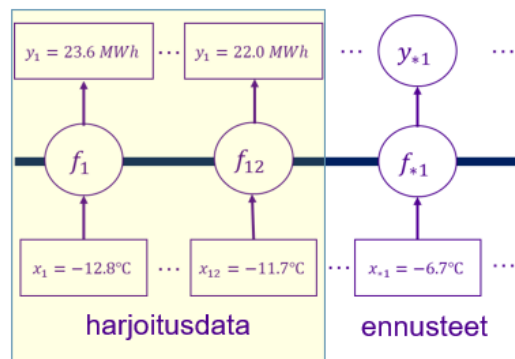 y₁ = 23.6 MWh ⋯ y₁ = 22.0 MWh ⋯ y∗₁ ⋯
f₁ f₁₂ f∗₁
x₁ = −12.8℃ ⋯ x₁₂ = −11.7℃ ⋯ x∗₁ = −6.7℃ ⋯
harjoitusdata ennusteet